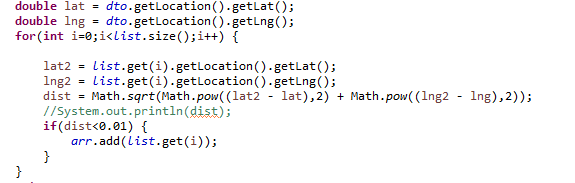 double lat = dto.getLocation().getLat();
double lng = dto.getLocation().getLng();
for(int i=0;i<list.size();i++) {
lat2 = list.get(i).getLocation().getLat();
lng2 = list.get(i).getLocation().getLng();
dist = Math.sqrt(Math.pow((lat2 - lat),2) + Math.pow((lng2 - lng),2));
//System.out.println(dist);
if(dist<0.01) {
arr.add(list.get(i));
}
}